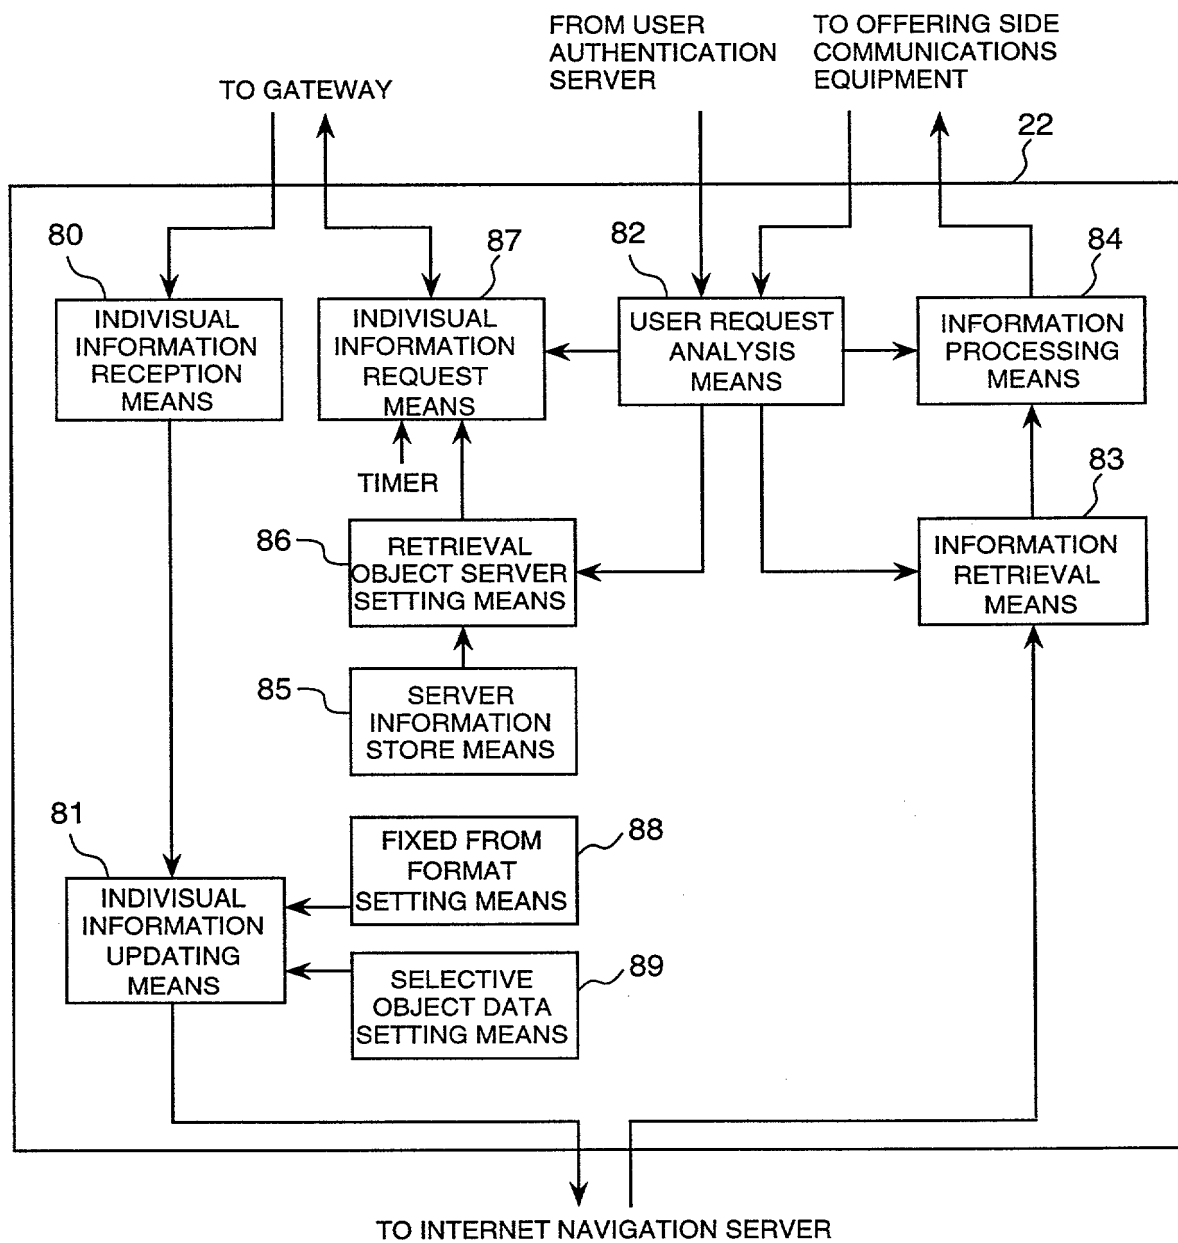 FROM USER
AUTHENTICATION
SERVER
TO OFFERING SIDE
COMMUNICATIONS
EQUIPMENT
TO GATEWAY
22
80
87
82
84
INDIVISUAL
INFORMATION
RECEPTION
MEANS
INDIVISUAL
INFORMATION
REQUEST
MEANS
USER REQUEST
ANALYSIS
MEANS
INFORMATION
PROCESSING
MEANS
TIMER
83
86
RETRIEVAL
OBJECT SERVER
SETTING MEANS
INFORMATION
RETRIEVAL
MEANS
85
SERVER
INFORMATION
STORE MEANS
81
88
FIXED FROM
FORMAT
SETTING MEANS
INDIVISUAL
INFORMATION
UPDATING
MEANS
89
SELECTIVE
OBJECT DATA
SETTING MEANS
TO INTERNET NAVIGATION SERVER